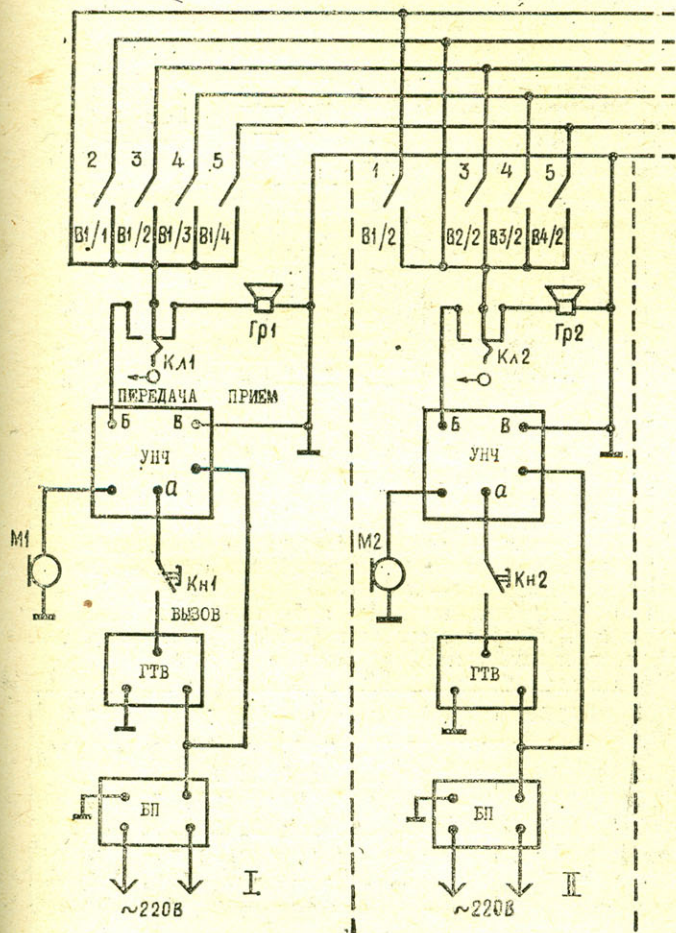 2 3 4 5 1 3 4 5
В1/1 В1/2 В1/3 В1/4 В1/2 В2/2 В3/2 В4/2
Гр1 Гр2
Кл1 Кл2
ПЕРЕДАЧА ПРИЕМ
Б В Б В
УНЧ УНЧ
а а
М1 М2
Кн1 Кн2
ВЫЗОВ
ГТВ ГТВ
БП БП
I II
~220В ~220В